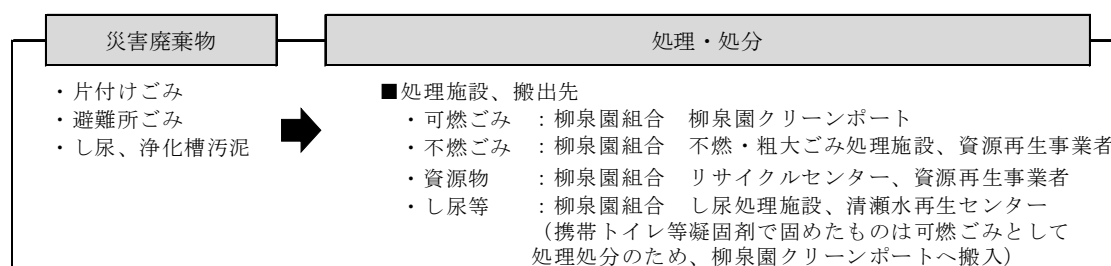 災害廃棄物
処理・処分
・片付けごみ
・避難所ごみ
・し尿、浄化槽汚泥
■処理施設、搬出先
・可燃ごみ ：柳泉園組合 柳泉園クリーンポート
・不燃ごみ ：柳泉園組合 不燃・粗大ごみ処理施設、資源再生事業者
・資源物 ：柳泉園組合 リサイクルセンター、資源再生事業者
・し尿等 ：柳泉園組合 し尿処理施設、清瀬水再生センター
（携帯トイレ等凝固剤で固めたものは可燃ごみとして
処理処分のため、柳泉園クリーンポートへ搬入）